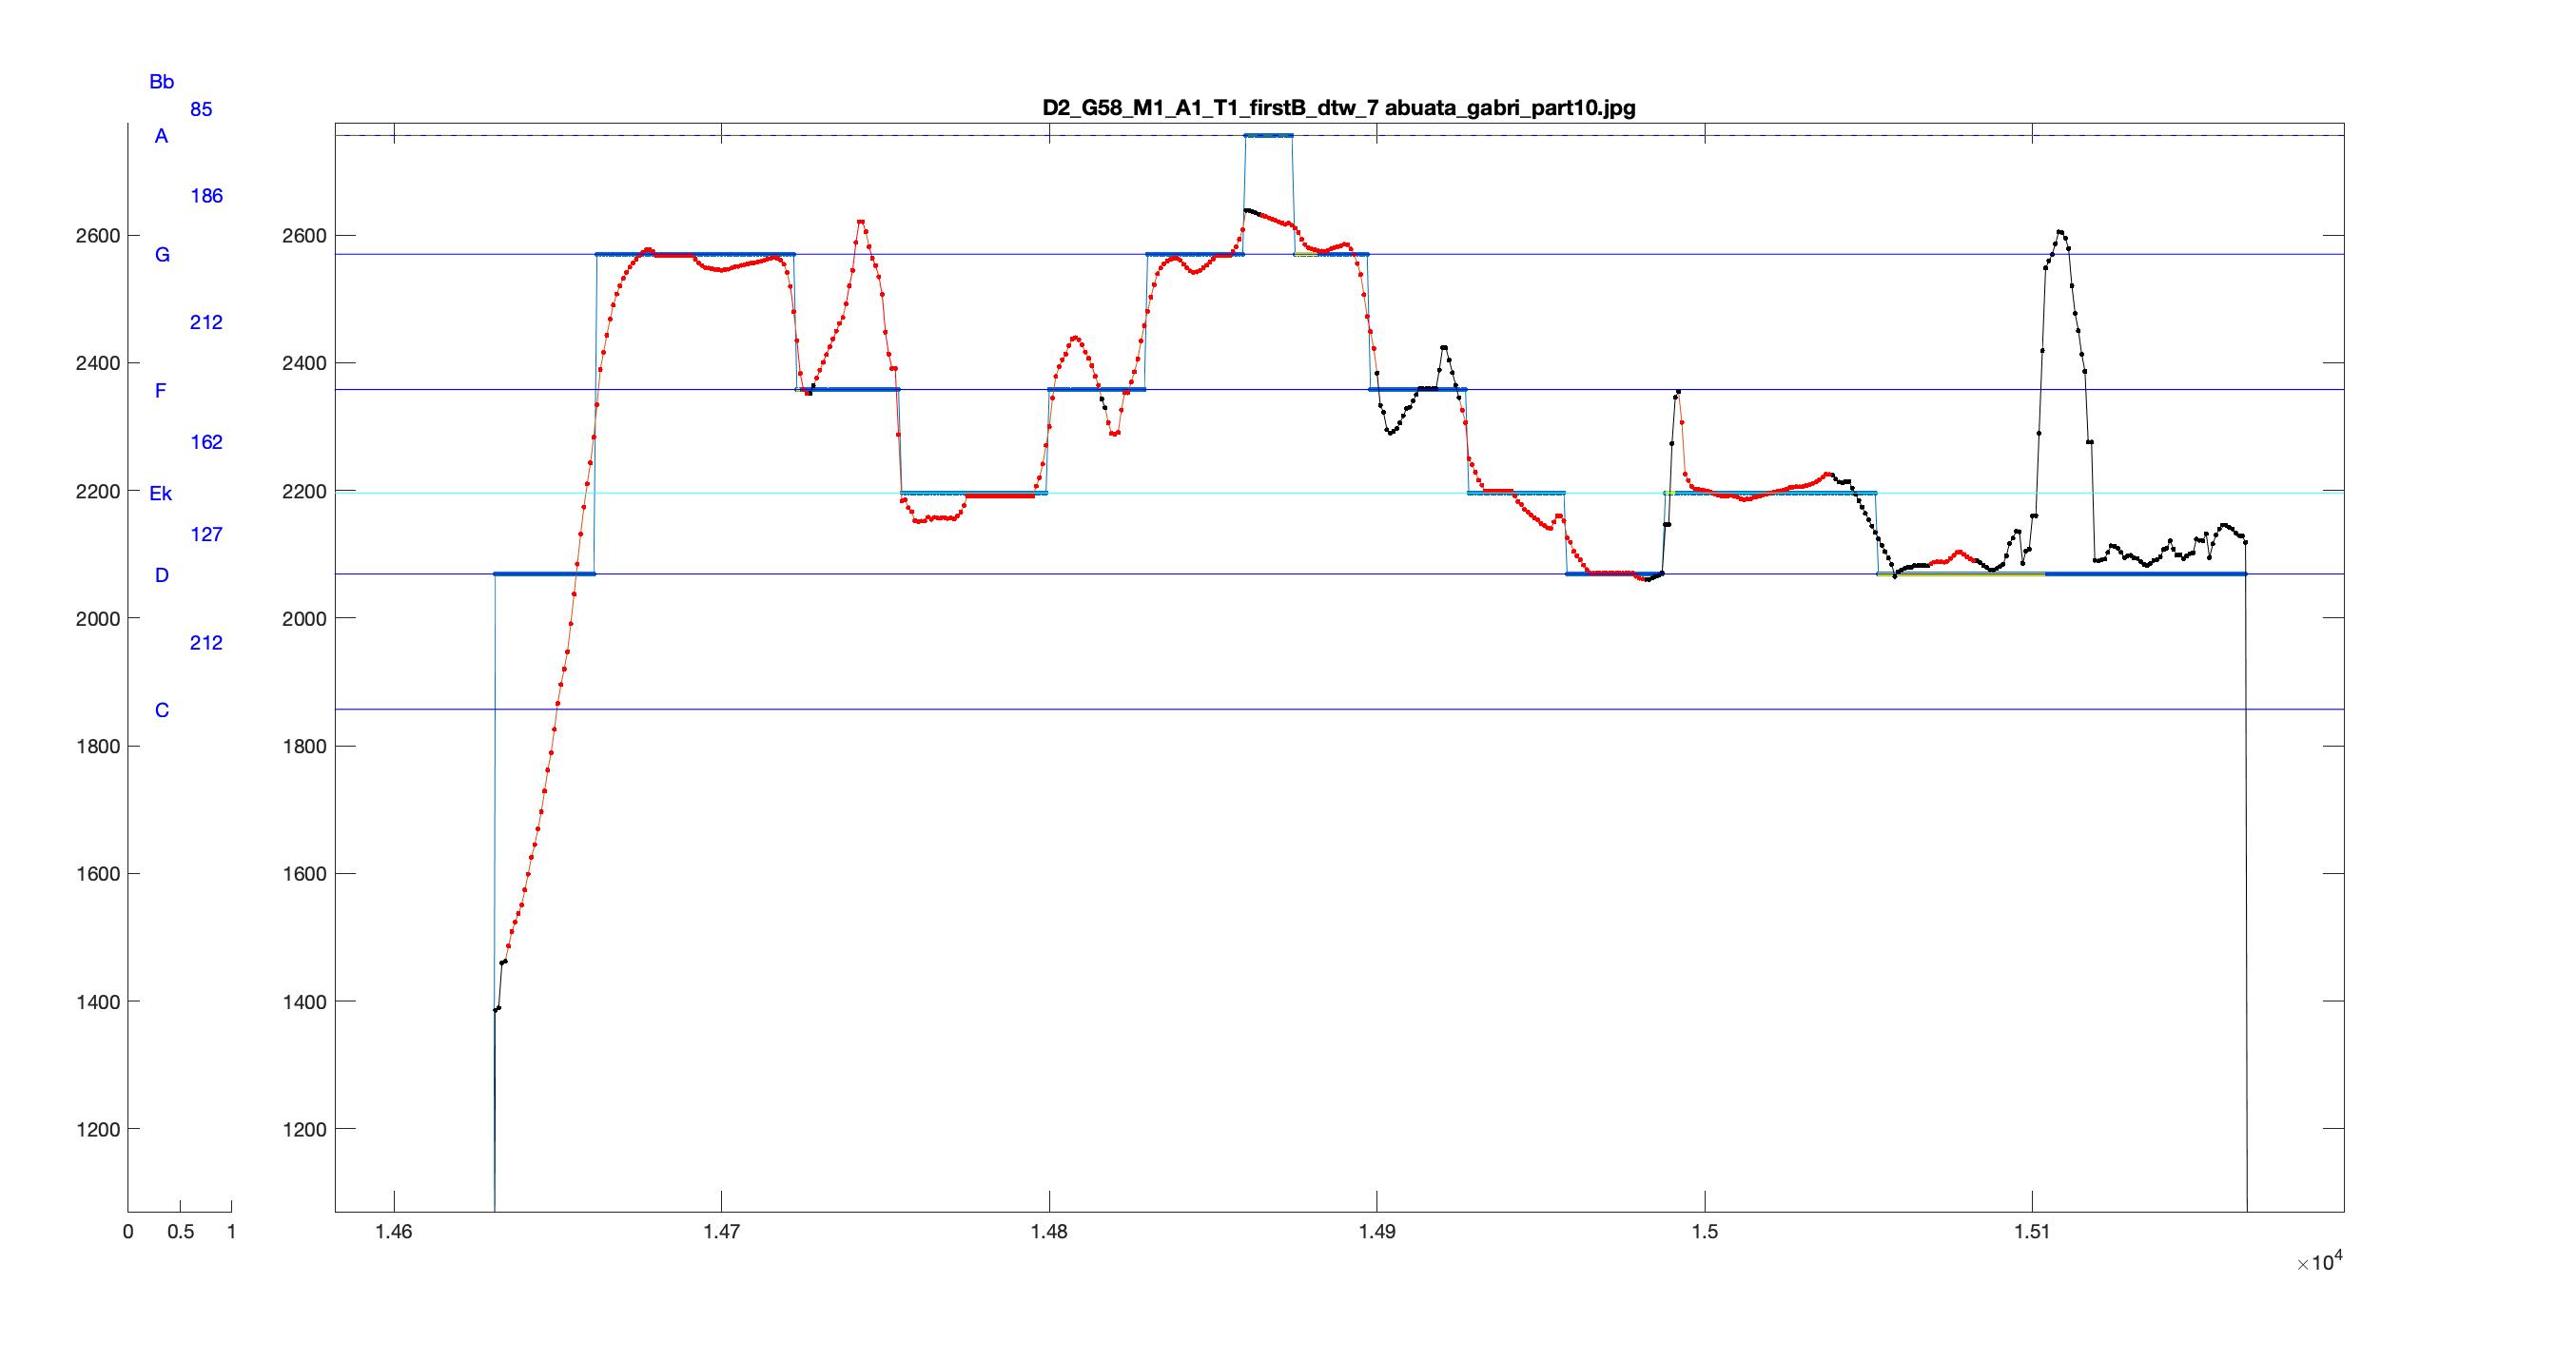 D2_G58_M1_A1_T1_firstB_dtw_7 abuata_gabri_part10.jpg
Bb
85
A
186
2600 G 2600
212
2400 2400
F
162
2200 Ek 2200
127
D
2000 2000
212
C
1800 1800
1600 1600
1400 1400
1200 1200
0 0.5 1 1.46 1.47 1.48 1.49 1.5 1.51
×10^4